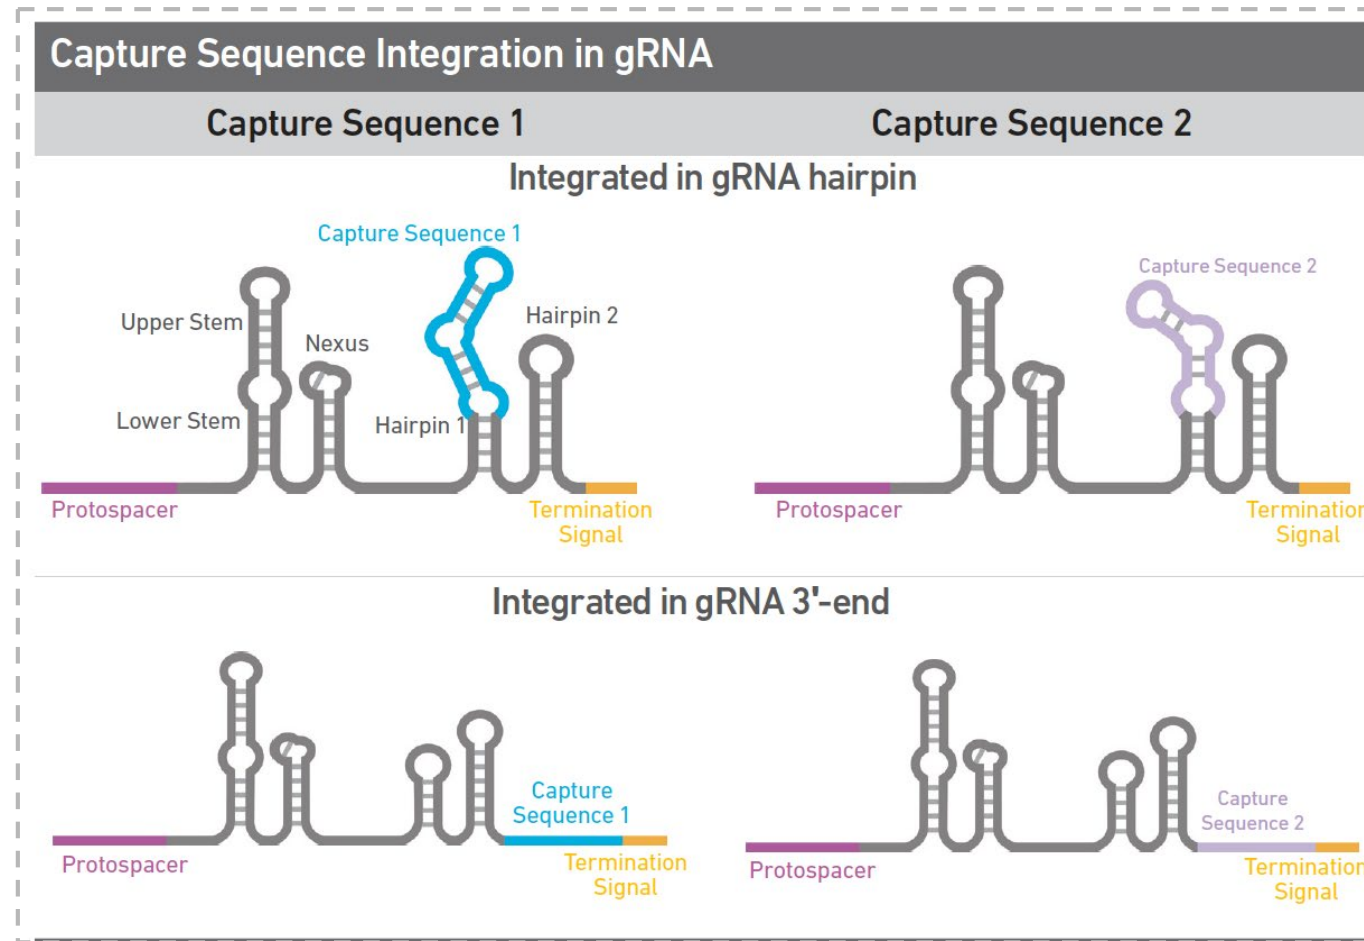 Capture Sequence Integration in gRNA
Capture Sequence 1
Capture Sequence 2
Integrated in gRNA hairpin
Capture Sequence 1
Upper Stem
Nexus
Hairpin 2
Lower Stem
Hairpin 1
Protospacer
Termination
Signal
Capture Sequence 2
Protospacer
Termination
Signal
Integrated in gRNA 3'-end
Capture
Sequence 1
Protospacer
Termination
Signal
Capture
Sequence 2
Protospacer
Termination
Signal